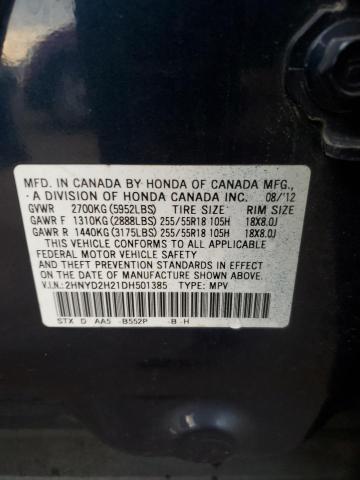 MFD. IN CANADA BY HONDA OF CANADA MFG.,
A DIVISION OF HONDA CANADA INC. 08/'12
GVWR 2700KG(5952LBS) TIRE SIZE RIM SIZE
GAWR F 1310KG(2888LBS) 255/55R18 105H 18X8.0J
GAWR R 1440KG(3175LBS) 255/55R18 105H 18X8.0J
THIS VEHICLE CONFORMS TO ALL APPLICABLE
FEDERAL MOTOR VEHICLE SAFETY AND
THEFT PREVENTION STANDARDS IN EFFECT ON
THE DATE OF MANUFACTURE SHOWN ABOVE.
V.I.N.: 2HNYD2H21DH501385 TYPE: MPV
STX D AA5 -B552P -B -H